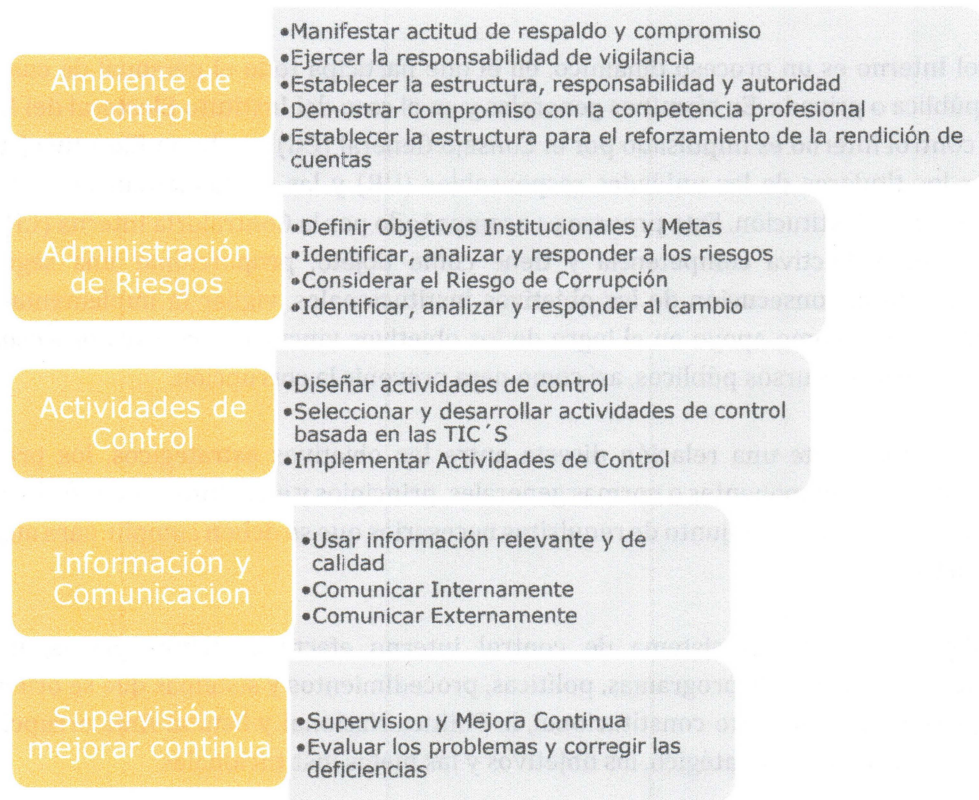 Ambiente de
Control
•Manifestar actitud de respaldo y compromiso
•Ejercer la responsabilidad de vigilancia
•Establecer la estructura, responsabilidad y autoridad
•Demostrar compromiso con la competencia profesional
•Establecer la estructura para el reforzamiento de la rendición de
cuentas
Administración
de Riesgos
•Definir Objetivos Institucionales y Metas
•Identificar, analizar y responder a los riesgos
•Considerar el Riesgo de Corrupción
•Identificar, analizar y responder al cambio
Actividades de
Control
•Diseñar actividades de control
•Seleccionar y desarrollar actividades de control
basada en las TIC´S
•Implementar Actividades de Control
Información y
Comunicacion
•Usar información relevante y de
calidad
•Comunicar Internamente
•Comunicar Externamente
Supervisión y
mejorar continua
•Supervision y Mejora Continua
•Evaluar los problemas y corregir las
deficiencias